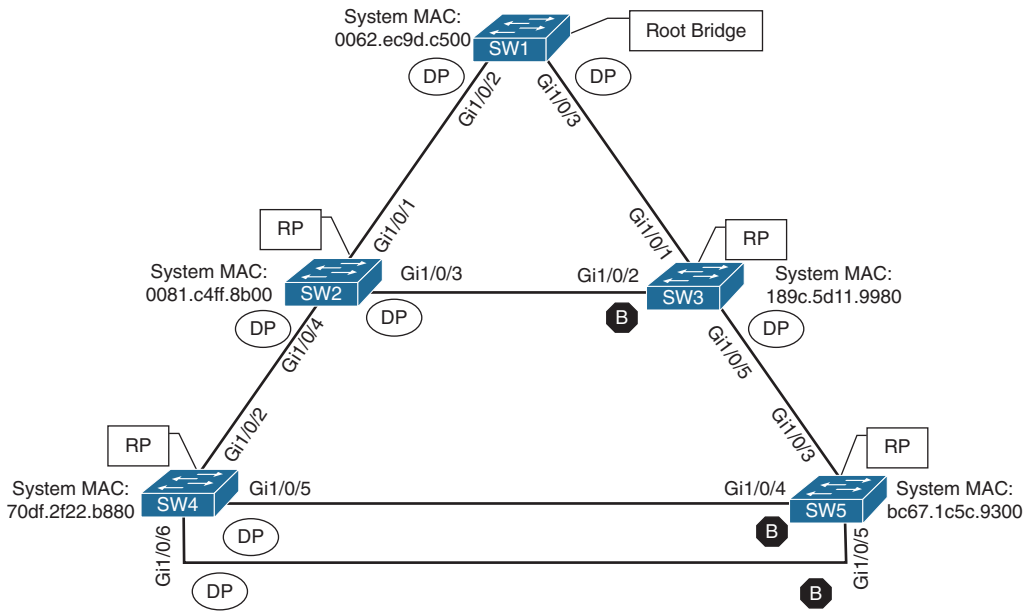 System MAC:
0062.ec9d.c500
SW1
Root Bridge
DP
DP
Gi1/0/2
Gi1/0/3
RP
Gi1/0/1
Gi1/0/1
RP
System MAC:
0081.c4ff.8b00
SW2
Gi1/0/3
Gi1/0/2
SW3
System MAC:
189c.5d11.9980
DP
DP
B
DP
Gi1/0/4
Gi1/0/5
RP
Gi1/0/2
Gi1/0/3
RP
System MAC:
70df.2f22.b880
SW4
Gi1/0/5
Gi1/0/4
SW5
System MAC:
bc67.1c5c.9300
DP
B
Gi1/0/6
Gi1/0/5
DP
B